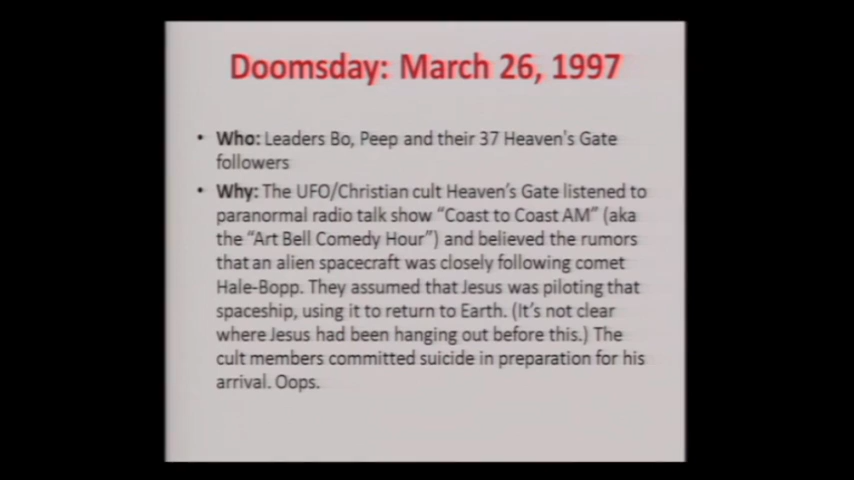 Doomsday: March 26, 1997
• Who: Leaders Bo, Peep and their 37 Heaven's Gate
followers
• Why: The UFO/Christian cult Heaven's Gate listened to
paranormal radio talk show “Coast to Coast AM” (aka
the “Art Bell Comedy Hour”) and believed the rumors
that an alien spacecraft was closely following comet
Hale-Bopp. They assumed that Jesus was piloting that
spaceship, using it to return to Earth. (It's not clear
where Jesus had been hanging out before this.) The
cult members committed suicide in preparation for his
arrival. Oops.